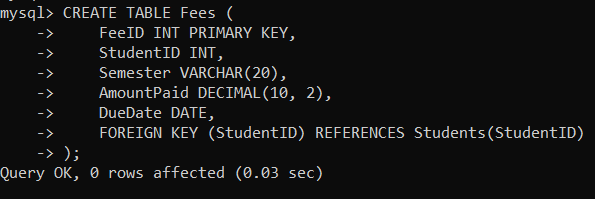 mysql> CREATE TABLE Fees (
    ->     FeeID INT PRIMARY KEY,
    ->     StudentID INT,
    ->     Semester VARCHAR(20),
    ->     AmountPaid DECIMAL(10, 2),
    ->     DueDate DATE,
    ->     FOREIGN KEY (StudentID) REFERENCES Students(StudentID)
    -> );
Query OK, 0 rows affected (0.03 sec)